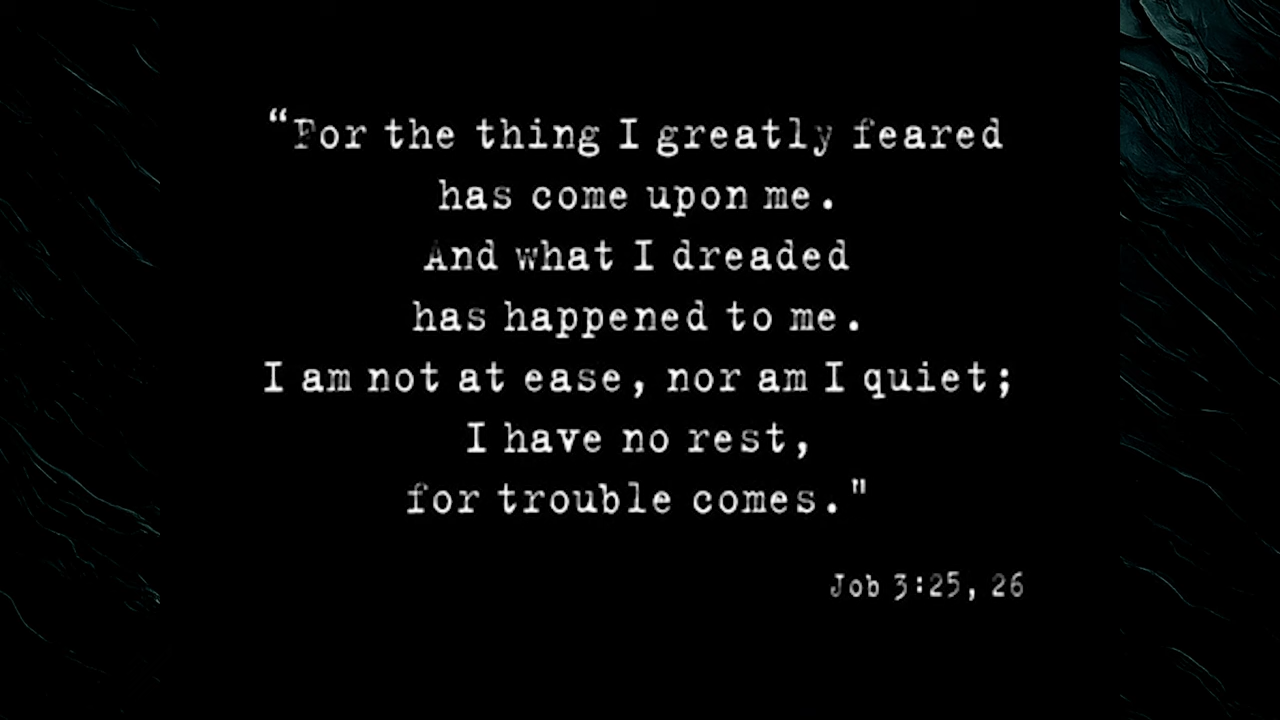 “For the thing I greatly feared
has come upon me.
And what I dreaded
has happened to me.
I am not at ease, nor am I quiet;
I have no rest,
for trouble comes."
Job 3:25, 26